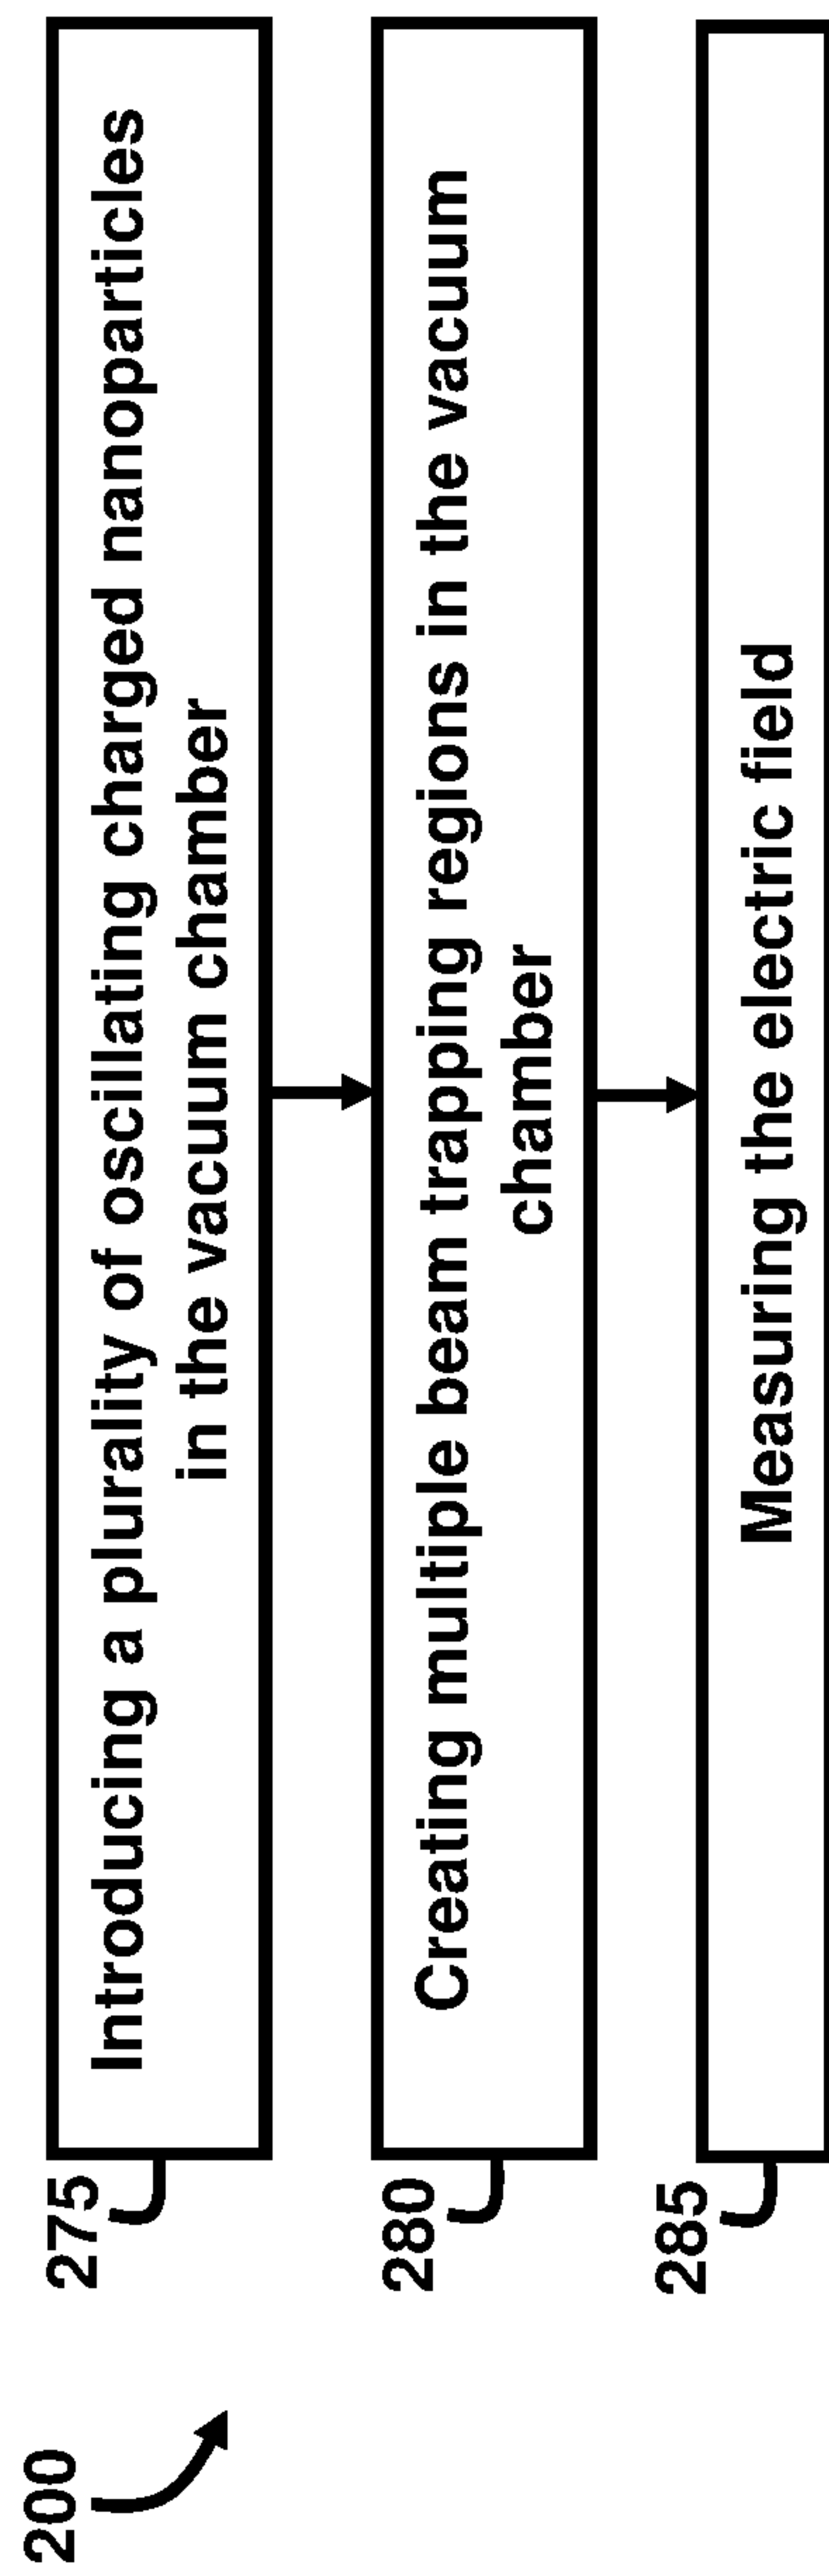 200
275
Introducing a plurality of oscillating charged nanoparticles
in the vacuum chamber
280
Creating multiple beam trapping regions in the vacuum
chamber
285
Measuring the electric field